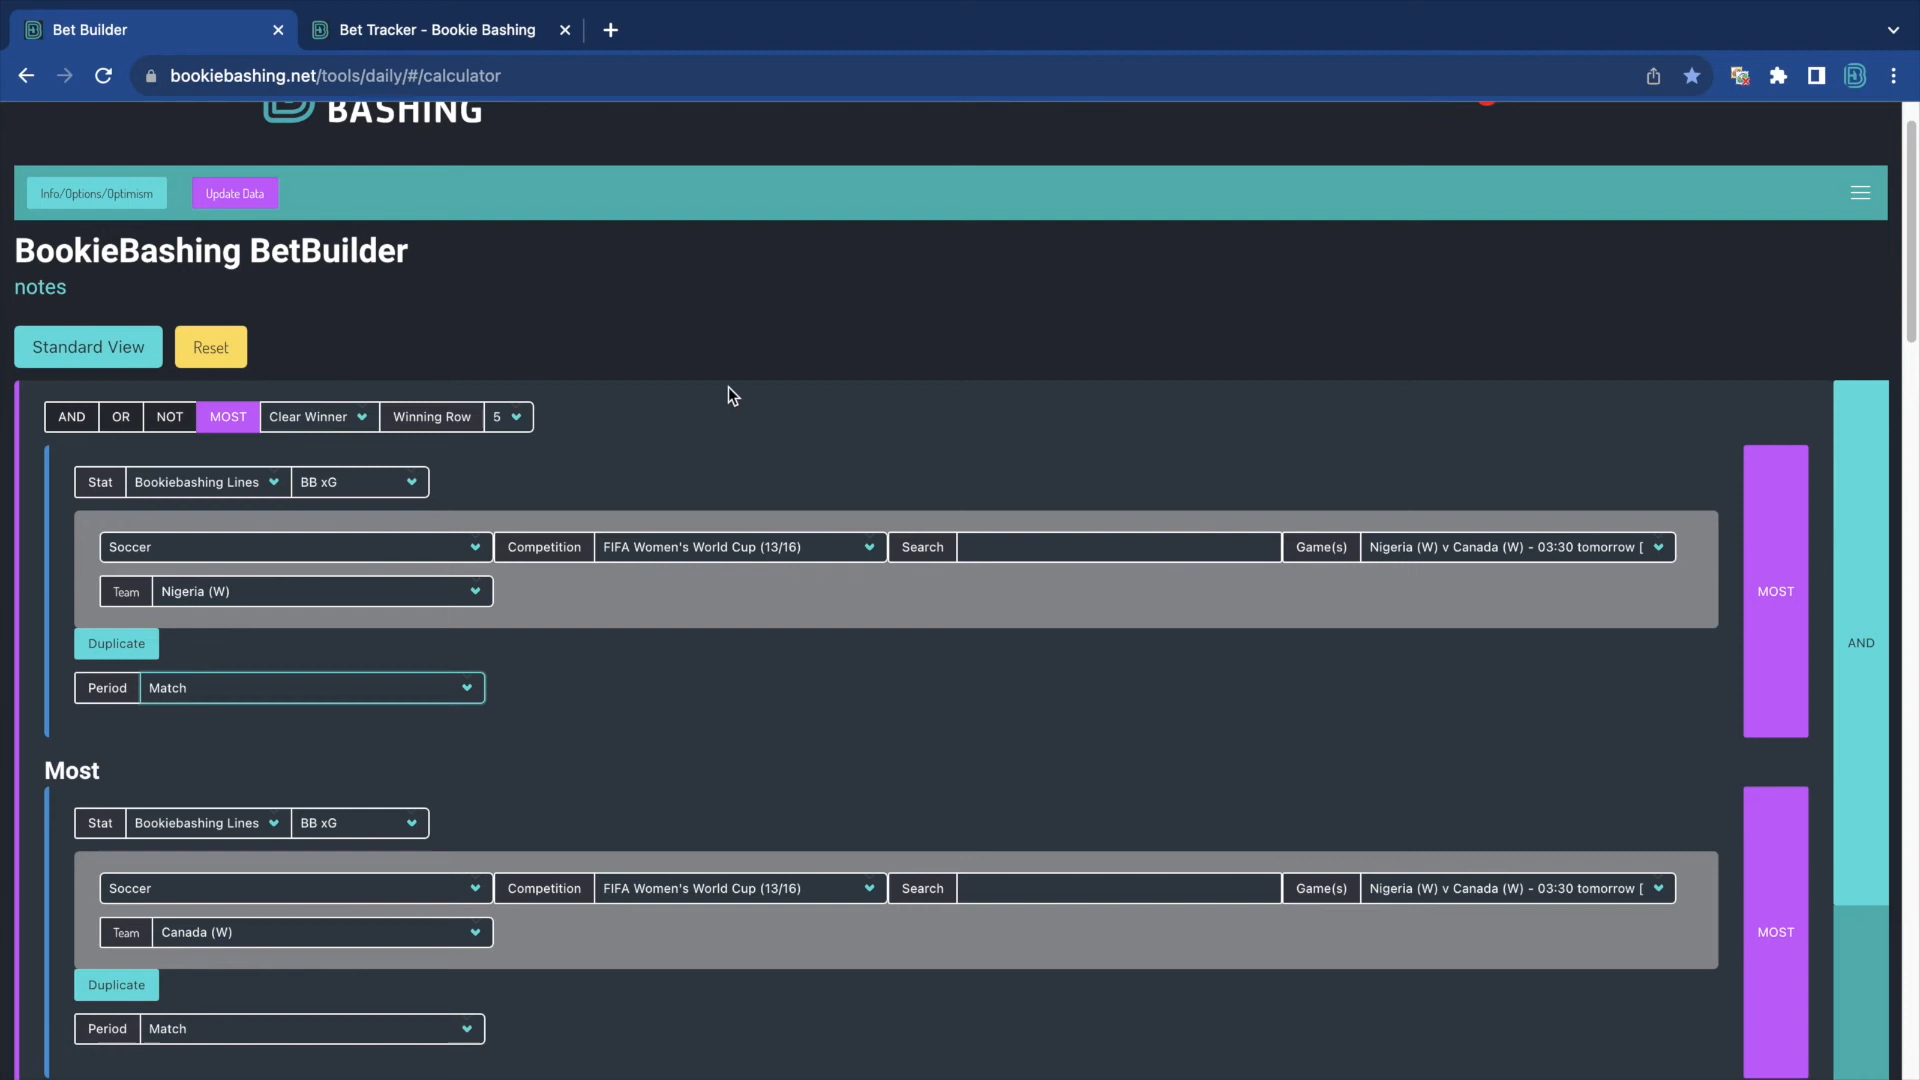 Bet Builder
Bet Tracker - Bookie Bashing
bookiebashing.net/tools/daily/#/calculator
BASHING
Info/Options/Optimism
Update Data
BookieBashing BetBuilder
notes
Standard View
Reset
AND OR NOT MOST Clear Winner Winning Row 5
Stat Bookiebashing Lines BB xG
Soccer Competition FIFA Women's World Cup (13/16) Search Game(s) Nigeria (W) v Canada (W) - 03:30 tomorrow [
Team Nigeria (W)
MOST
Duplicate
AND
Period Match
Most
Stat Bookiebashing Lines BB xG
Soccer Competition FIFA Women's World Cup (13/16) Search Game(s) Nigeria (W) v Canada (W) - 03:30 tomorrow [
Team Canada (W)
MOST
Duplicate
Period Match